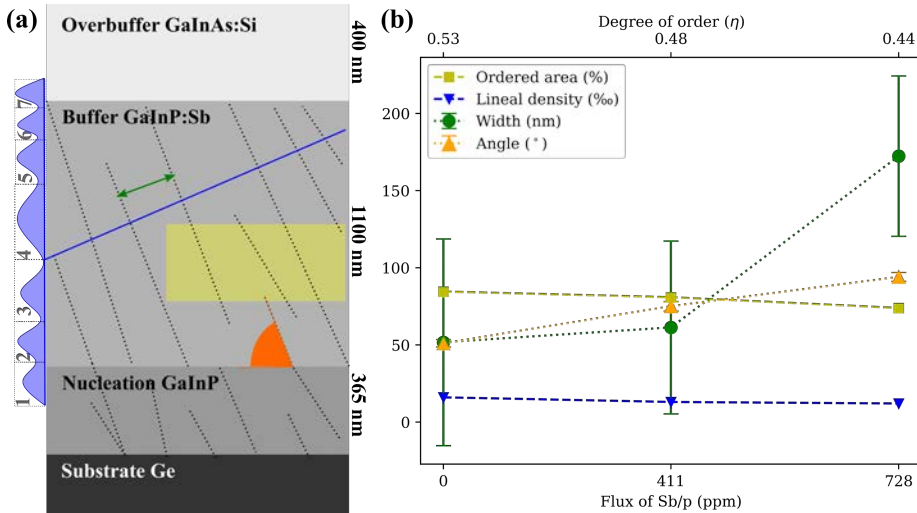 (a)
Overbuffer GaInAs:Si
400 nm
Buffer GaInP:Sb
1100 nm
7
6
5
4
3
2
1
Nucleation GaInP
365 nm
Substrate Ge
(b)
Degree of order (η)
0.53 0.48 0.44
Ordered area (%)
Lineal density (‰)
Width (nm)
Angle (°)
200
150
100
50
0
0 411 728
Flux of Sb/p (ppm)